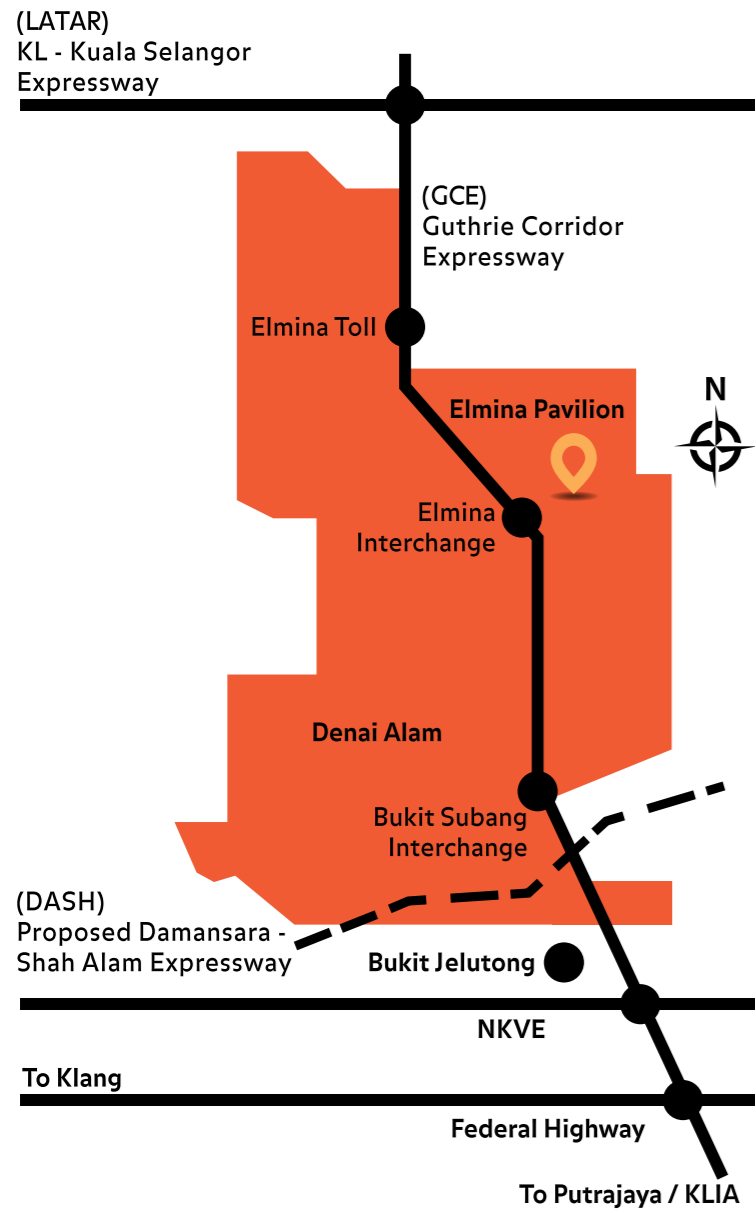 (LATAR)
KL - Kuala Selangor
Expressway
(GCE)
Guthrie Corridor
Expressway
Elmina Toll
N
Elmina Pavilion
Elmina
Interchange
Denai Alam
Bukit Subang
Interchange
(DASH)
Proposed Damansara -
Shah Alam Expressway
Bukit Jelutong
NKVE
To Klang
Federal Highway
To Putrajaya / KLIA